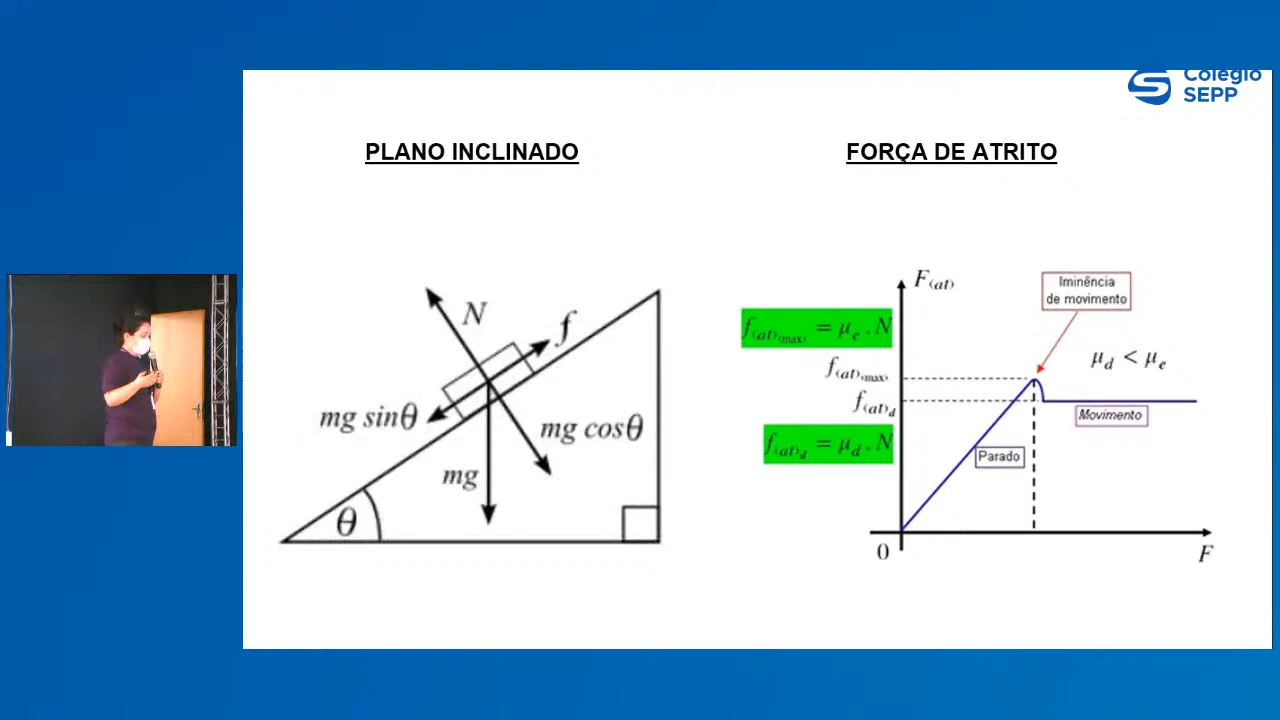 Colégio
SEPP
PLANO INCLINADO
FORÇA DE ATRITO
N
f
mg sinθ
mg cosθ
mg
θ
F(at)
Iminência
de movimento
f(at)(max) = μe . N
μd < μe
f(at)(max)
f(at)d
Movimento
f(at)d = μd . N
Parado
0
F